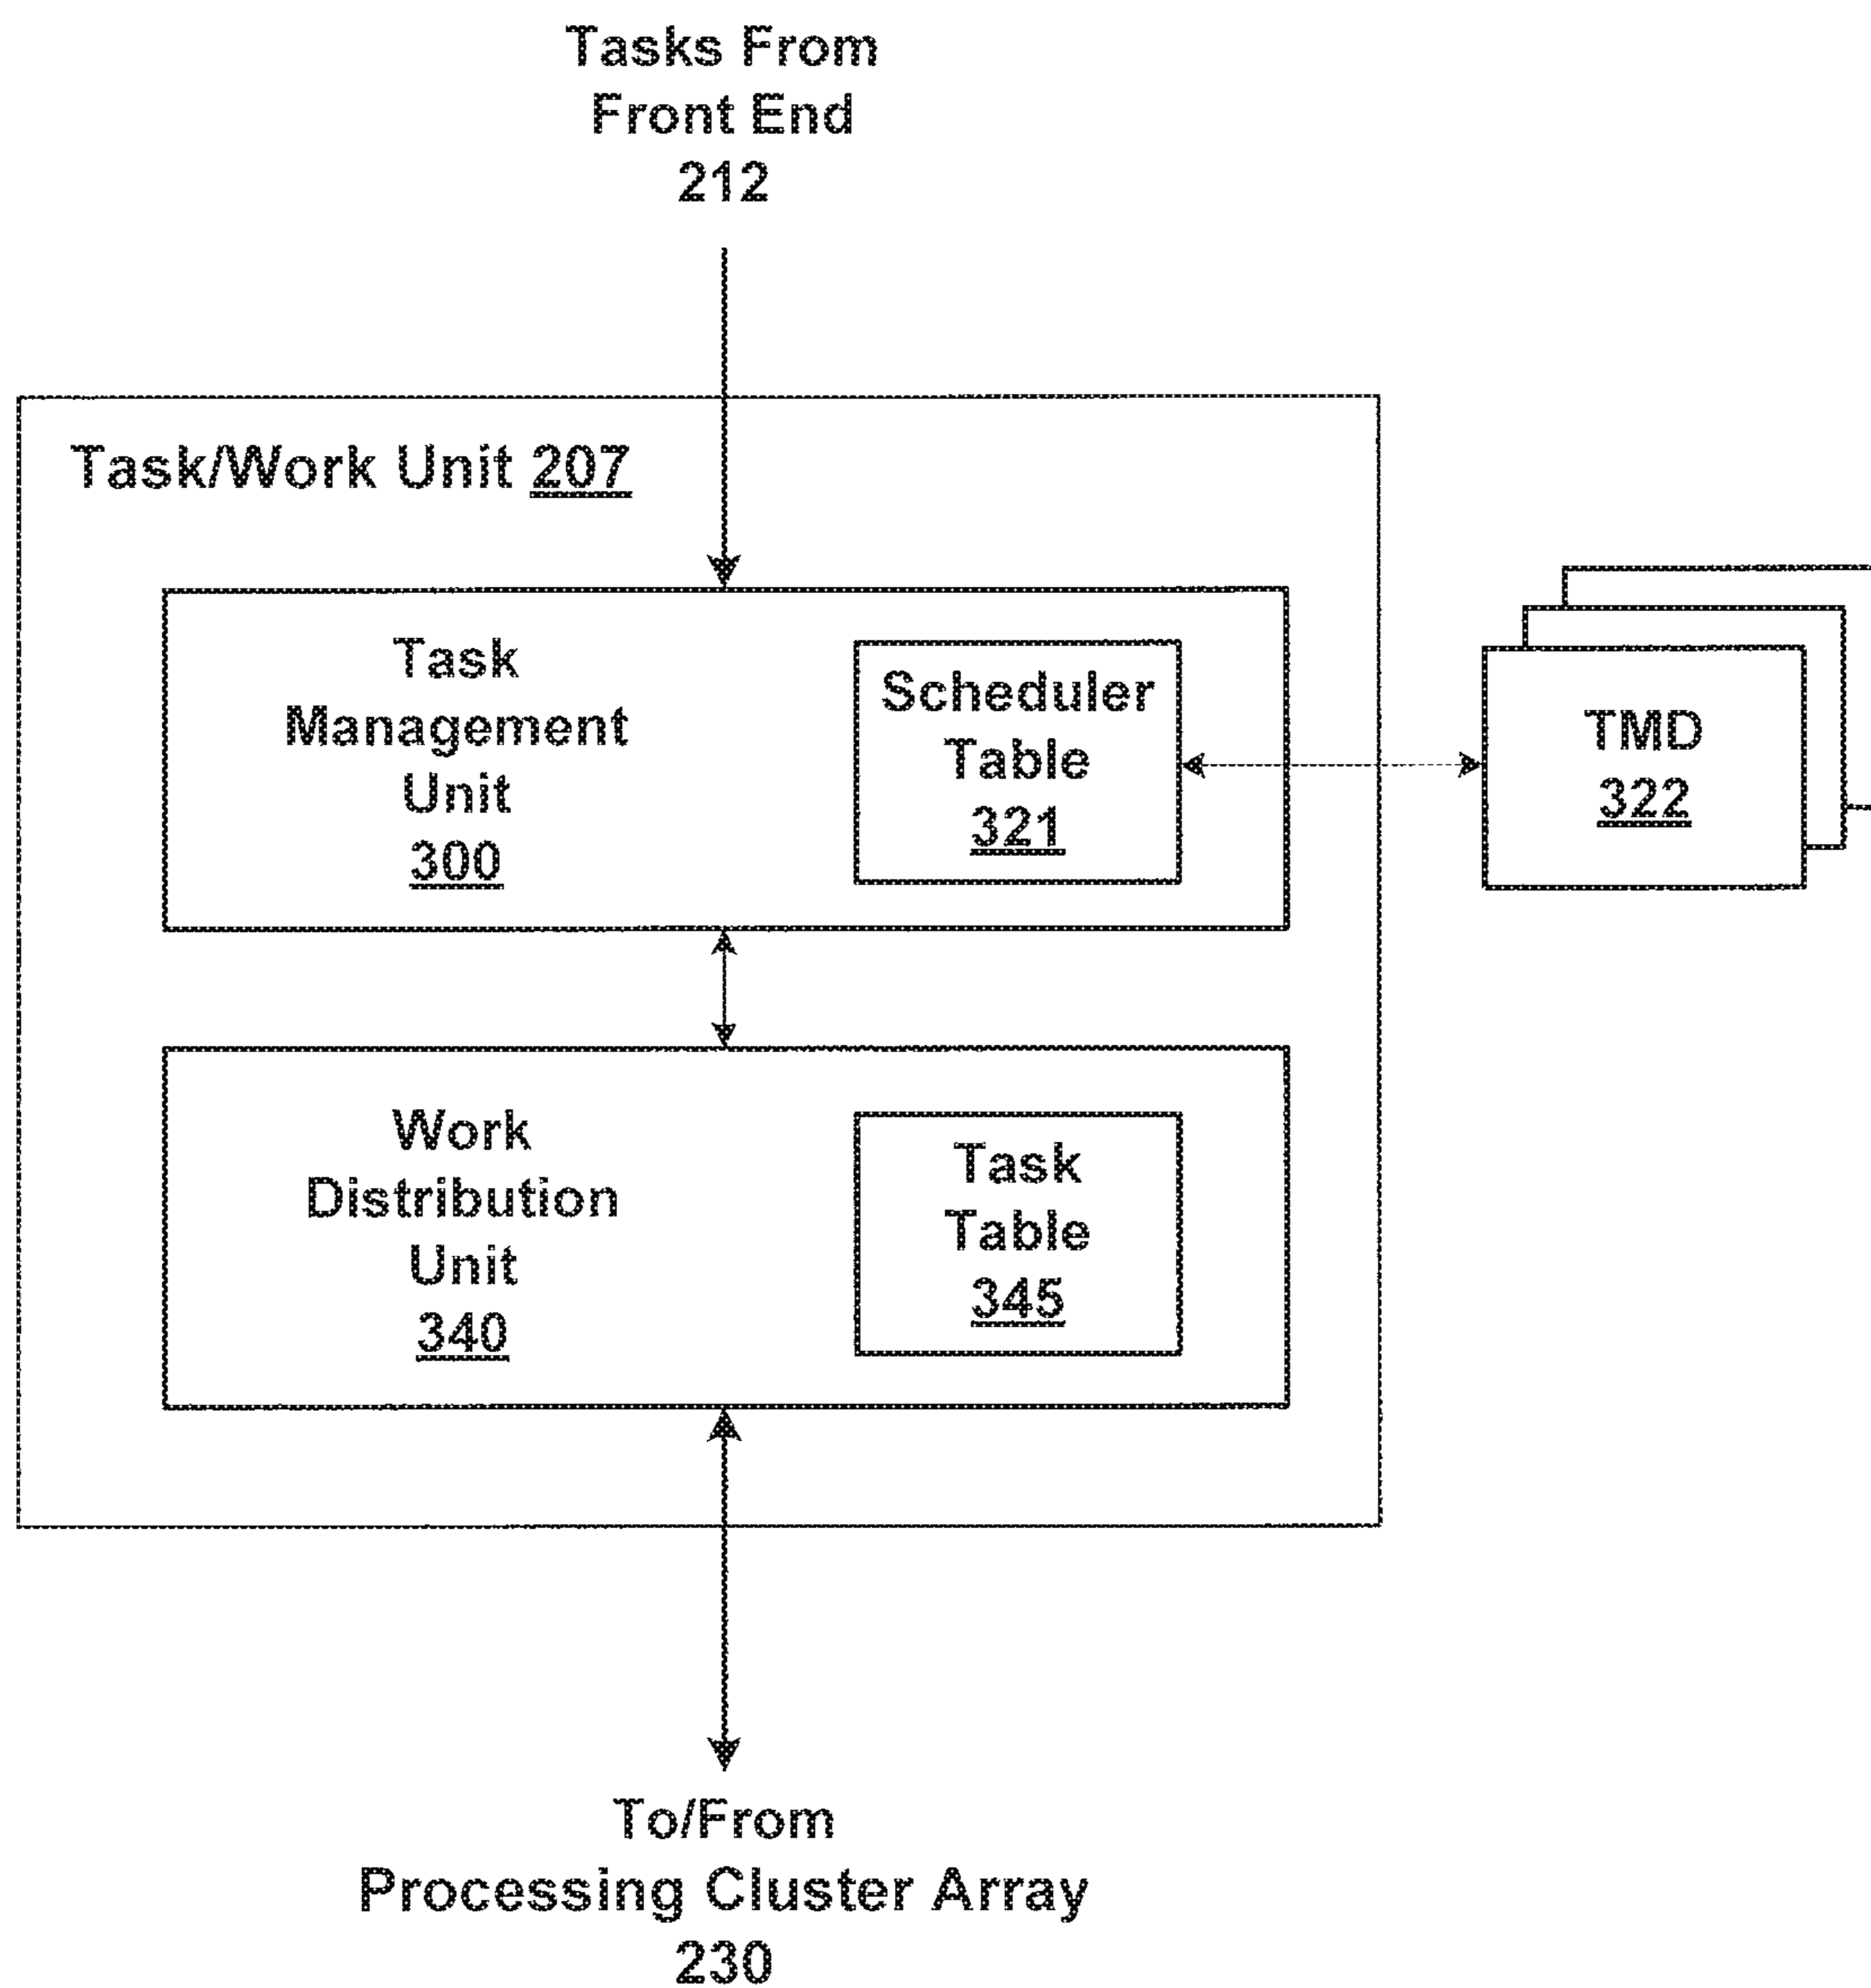 Tasks From
Front End
212
Task/Work Unit 207
Task
Management
Unit
300
Scheduler
Table
321
TMD
322
Work
Distribution
Unit
340
Task
Table
345
To/From
Processing Cluster Array
230